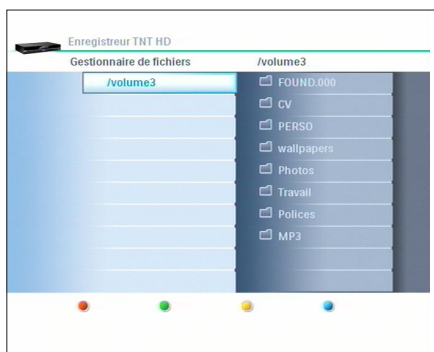 Enregistreur TNT HD
Gestionnaire de fichiers
/volume3
/volume3
FOUND.000
CV
PERSO
wallpapers
Photos
Travail
Polices
MP3